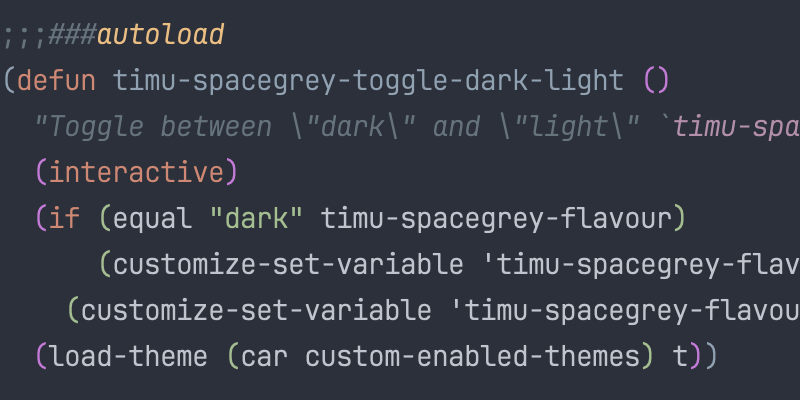 ;;;###autoload
(defun timu-spacegrey-toggle-dark-light ()
  "Toggle between \"dark\" and \"light\" `timu-spa
  (interactive)
  (if (equal "dark" timu-spacegrey-flavour)
      (customize-set-variable 'timu-spacegrey-flav
    (customize-set-variable 'timu-spacegrey-flavou
  (load-theme (car custom-enabled-themes) t))